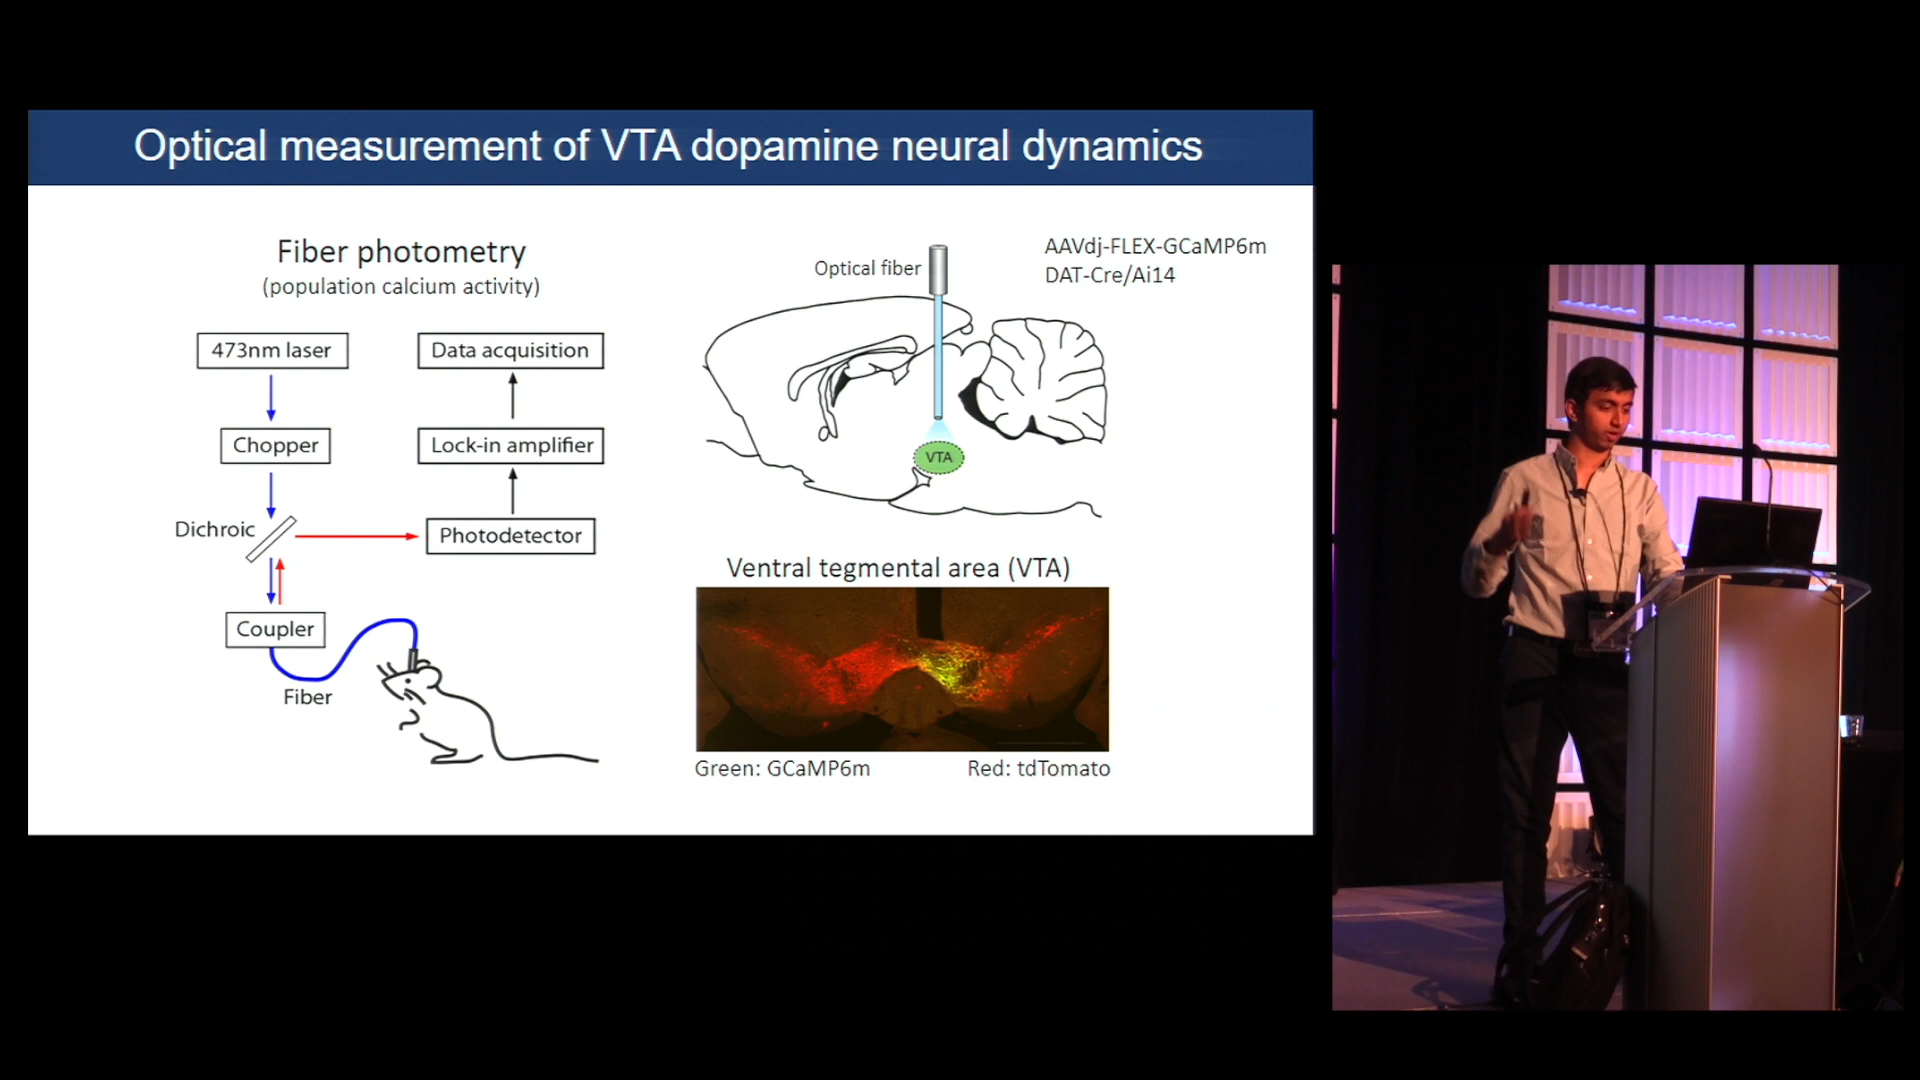 Optical measurement of VTA dopamine neural dynamics
Fiber photometry
(population calcium activity)
473nm laser
Data acquisition
Chopper
Lock-in amplifier
Dichroic
Photodetector
Coupler
Fiber
Optical fiber
AAVdj-FLEX-GCaMP6m
DAT-Cre/Ai14
VTA
Ventral tegmental area (VTA)
Green: GCaMP6m
Red: tdTomato